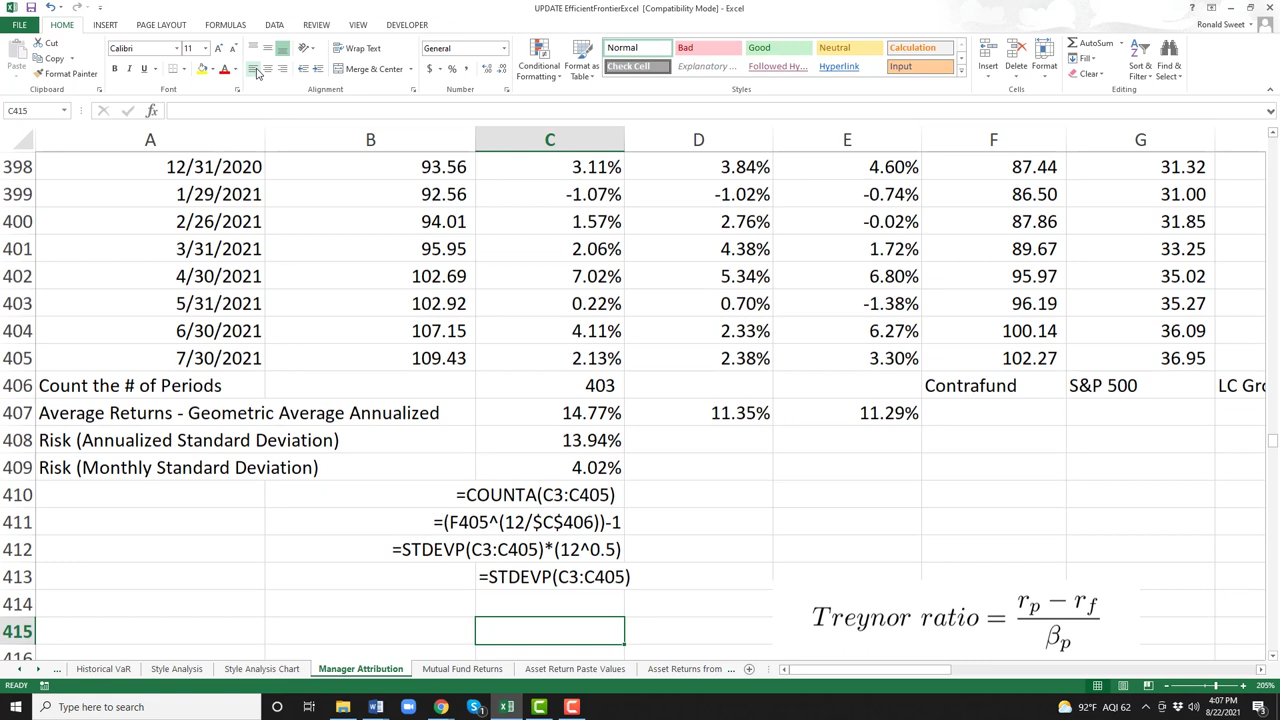 UPDATE EfficientFrontierExcel [Compatibility Mode] - Excel
FILE HOME INSERT PAGE LAYOUT FORMULAS DATA REVIEW VIEW DEVELOPER
Ronald Sweet
Paste
Cut
Copy
Format Painter
Clipboard
Calibri 11
B I U
Font
Wrap Text
Merge & Center
Alignment
General
$ % ,
Number
Conditional Formatting
Format as Table
Normal Bad Good Neutral Calculation
Check Cell Explanatory ... Followed Hy... Hyperlink Input
Styles
Insert Delete Format
Cells
AutoSum
Fill
Clear
Sort & Filter
Find & Select
Editing
C415
A B C D E F G
398 12/31/2020 93.56 3.11% 3.84% 4.60% 87.44 31.32
399 1/29/2021 92.56 -1.07% -1.02% -0.74% 86.50 31.00
400 2/26/2021 94.01 1.57% 2.76% -0.02% 87.86 31.85
401 3/31/2021 95.95 2.06% 4.38% 1.72% 89.67 33.25
402 4/30/2021 102.69 7.02% 5.34% 6.80% 95.97 35.02
403 5/31/2021 102.92 0.22% 0.70% -1.38% 96.19 35.27
404 6/30/2021 107.15 4.11% 2.33% 6.27% 100.14 36.09
405 7/30/2021 109.43 2.13% 2.38% 3.30% 102.27 36.95
406 Count the # of Periods 403 Contrafund S&P 500 LC Gro
407 Average Returns - Geometric Average Annualized 14.77% 11.35% 11.29%
408 Risk (Annualized Standard Deviation) 13.94%
409 Risk (Monthly Standard Deviation) 4.02%
410 =COUNTA(C3:C405)
411 =(F405^(12/$C$406))-1
412 =STDEVP(C3:C405)*(12^0.5)
413 =STDEVP(C3:C405)
414
Treynor ratio = (r_p − r_f) / β_p
415
416
... Historical VaR Style Analysis Style Analysis Chart Manager Attribution Mutual Fund Returns Asset Return Paste Values Asset Returns from ...
READY
205%
Type here to search
92°F AQI 62
4:07 PM
8/22/2021